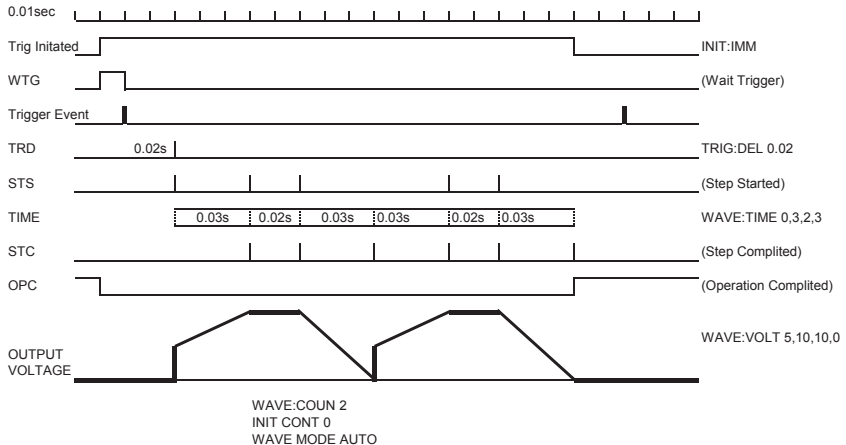 0.01sec
Trig Initated INIT:IMM
WTG (Wait Trigger)
Trigger Event
TRD 0.02s TRIG:DEL 0.02
STS (Step Started)
TIME 0.03s 0.02s 0.03s 0.03s 0.02s 0.03s WAVE:TIME 0,3,2,3
STC (Step Complited)
OPC (Operation Complited)
WAVE:VOLT 5,10,10,0
OUTPUT
VOLTAGE
WAVE:COUN 2
INIT CONT 0
WAVE MODE AUTO